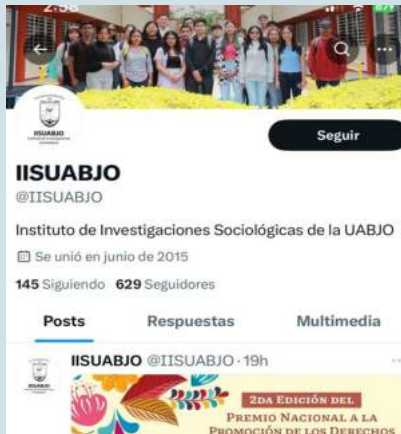 2:58
67
IISUABJO
Seguir
IISUABJO
@IISUABJO
Instituto de Investigaciones Sociológicas de la UABJO
Se unió en junio de 2015
145 Siguiendo 629 Seguidores
Posts Respuestas Multimedia
IISUABJO @IISUABJO · 19h
2DA EDICIÓN DEL
PREMIO NACIONAL A LA
PROMOCIÓN DE LOS DERECHOS